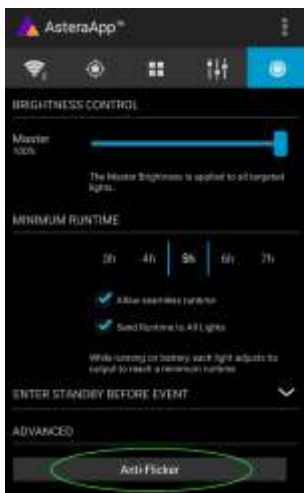 AsteraApp™
BRIGHTNESS CONTROL
Master
100%
The Master Brightness is applied to all targeted
lights.
MINIMUM RUNTIME
3h 4h 5h 6h 7h
Allow seamless runtime
Send Runtime to All Lights
While running on battery, each light adjusts its
output to reach a minimum runtime.
ENTER STANDBY BEFORE EVENT
ADVANCED
Anti-Flicker